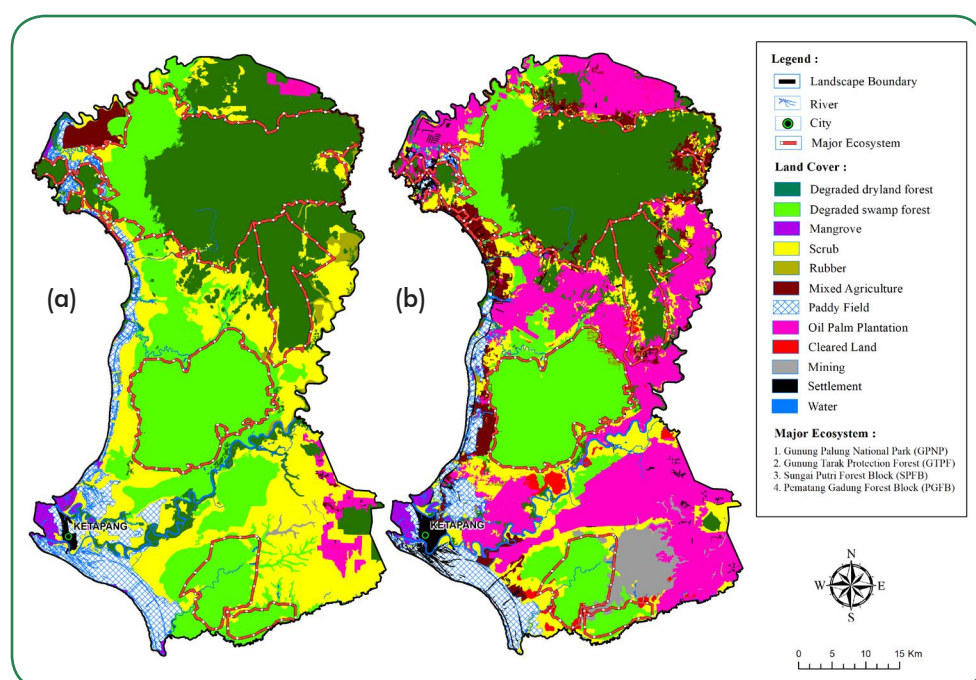 (a)
KETAPANG
(b)
KETAPANG
Legend :
Landscape Boundary
River
City
Major Ecosystem
Land Cover :
Degraded dryland forest
Degraded swamp forest
Mangrove
Scrub
Rubber
Mixed Agriculture
Paddy Field
Oil Palm Plantation
Cleared Land
Mining
Settlement
Water
Major Ecosystem :
1. Gunung Palung National Park (GPNP)
2. Gunung Tarak Protection Forest (GTPF)
3. Sungai Putri Forest Block (SPFB)
4. Pematang Gadung Forest Block (PGFB)
N
W E
S
0 5 10 15 Km